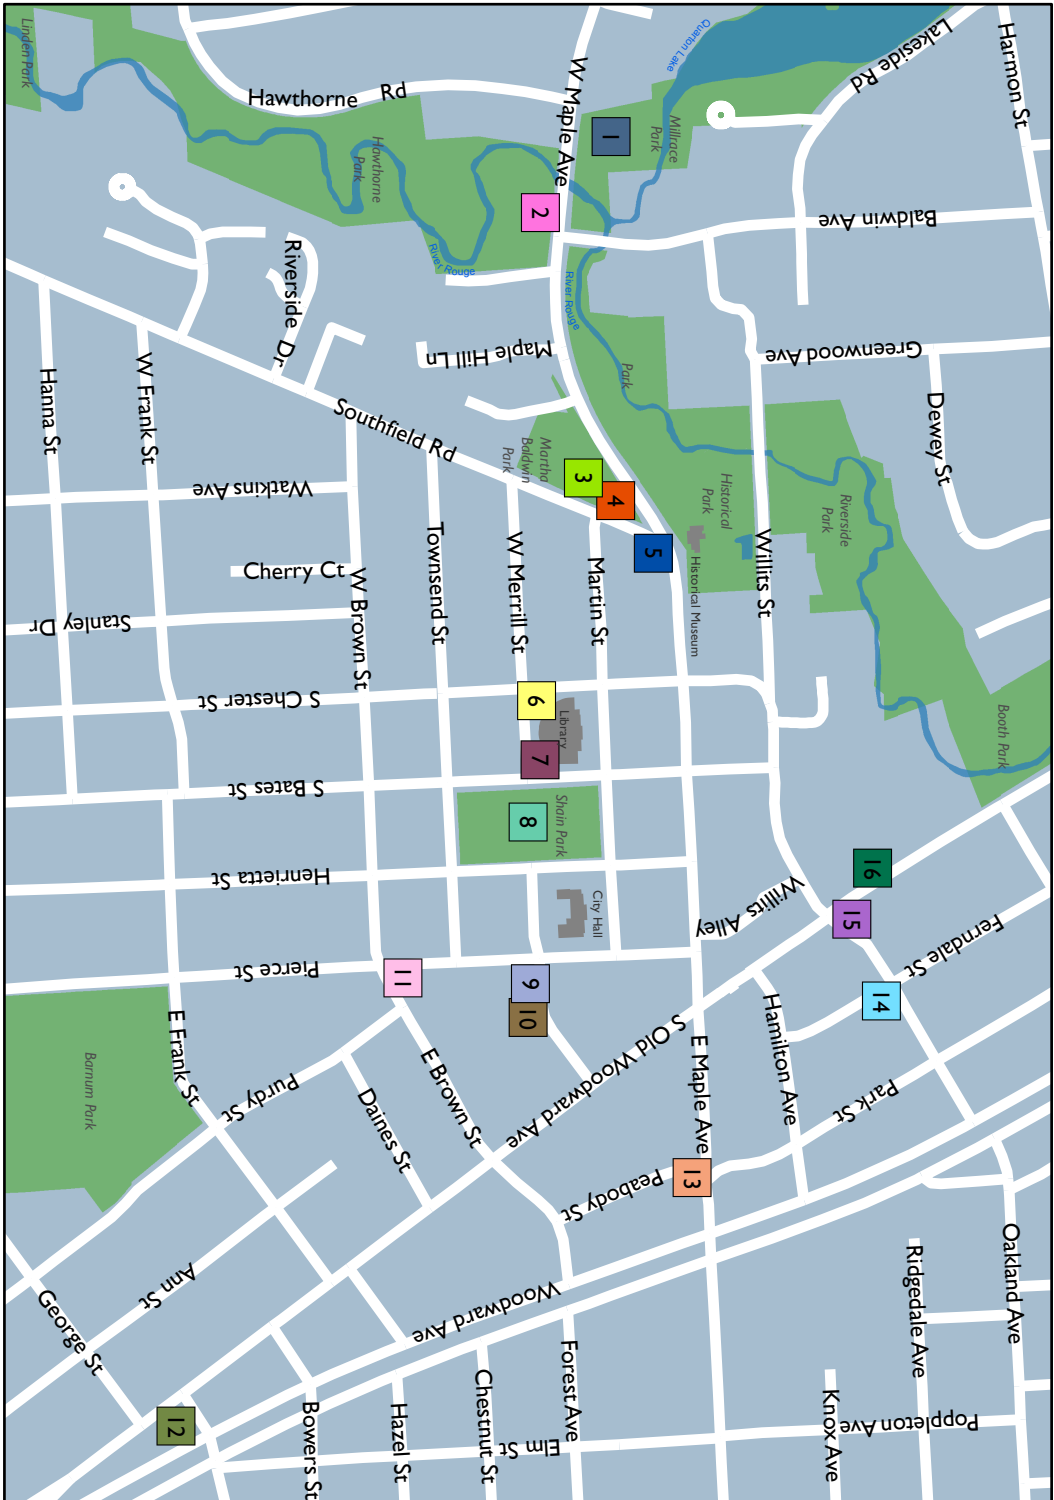 Linden Park
Quarton Lake
Lakeside Rd
Harmon St
Hawthorne Rd
W Maple Ave
1
Millrace
Park
Hawthorne
Park
2
Baldwin Ave
River Rouge
River Rouge
Riverside Dr
Maple Hill Ln
Greenwood Ave
Park
Dewey St
Hanna St
W Frank St
Southfield Rd
Martha
Baldwin
Park
3
4
5
Historical
Park
Riverside
Park
Watkins Ave
Cherry Ct
Townsend St
W Merrill St
Martin St
Historical Museum
Willits St
Stanley Dr
W Brown St
S Chester St
6
Library
7
Booth Park
S Bates St
8
Shain Park
Henrietta St
City Hall
Willits Alley
16
15
Ferndale St
Pierce St
11
9
10
14
Hamilton Ave
S Old Woodward Ave
E Maple Ave
Barnum Park
E Frank St
Purdy St
Daines St
E Brown St
Park St
Peabody St
13
Ann St
George St
Woodward Ave
Forest Ave
Oakland Ave
Ridgedale Ave
12
Bowers St
Hazel St
Chestnut St
Elm St
Knox Ave
Poppleton Ave